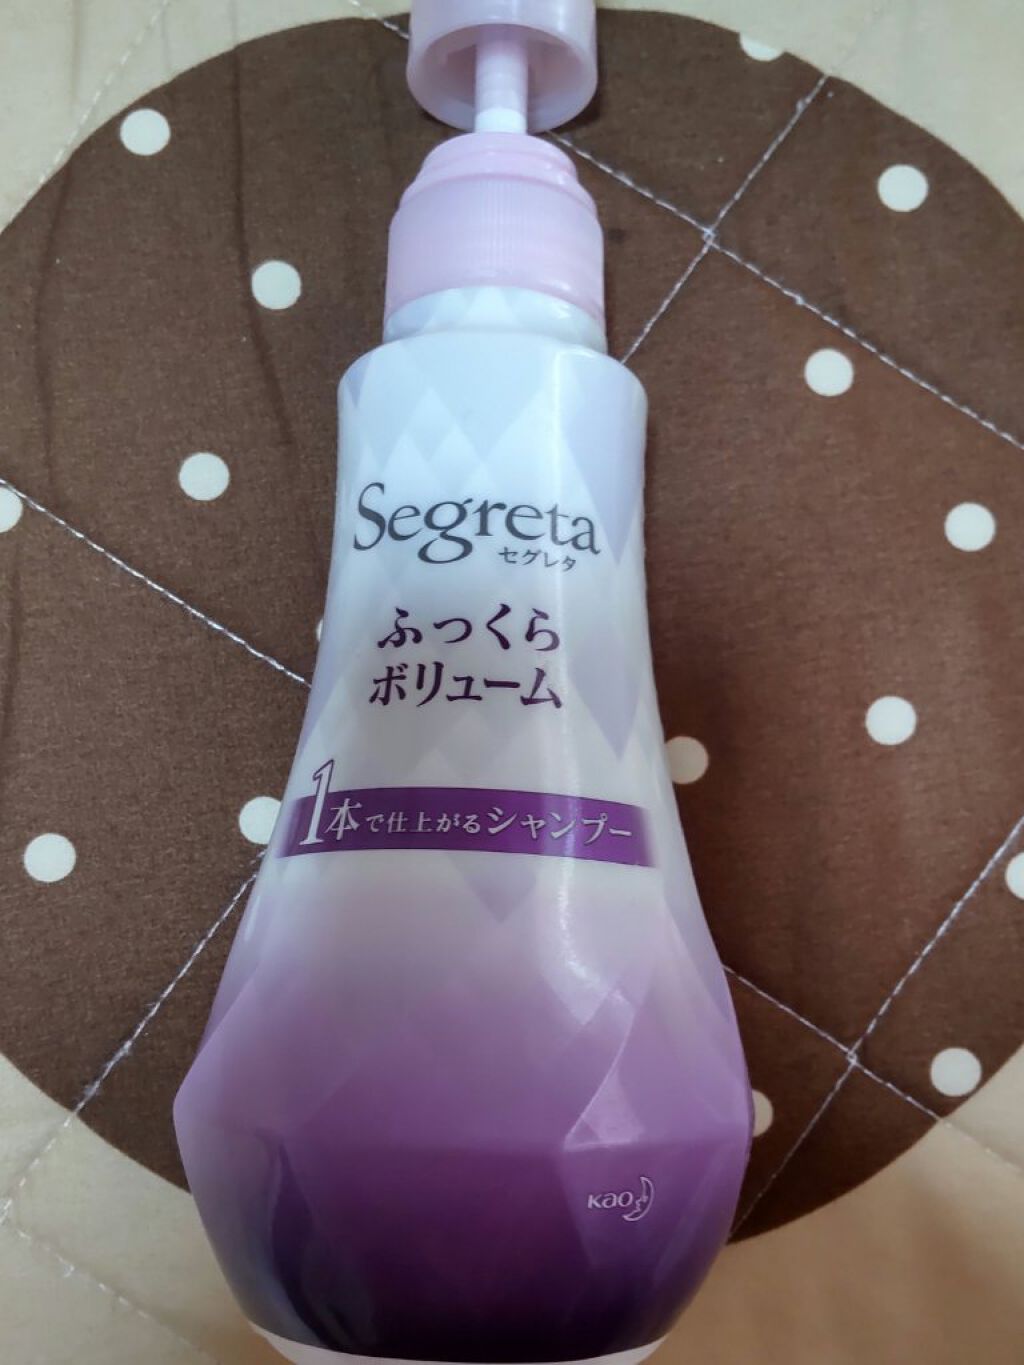 Segreta
セグレタ
ふっくら
ボリューム
1本で仕上がるシャンプー
Kao